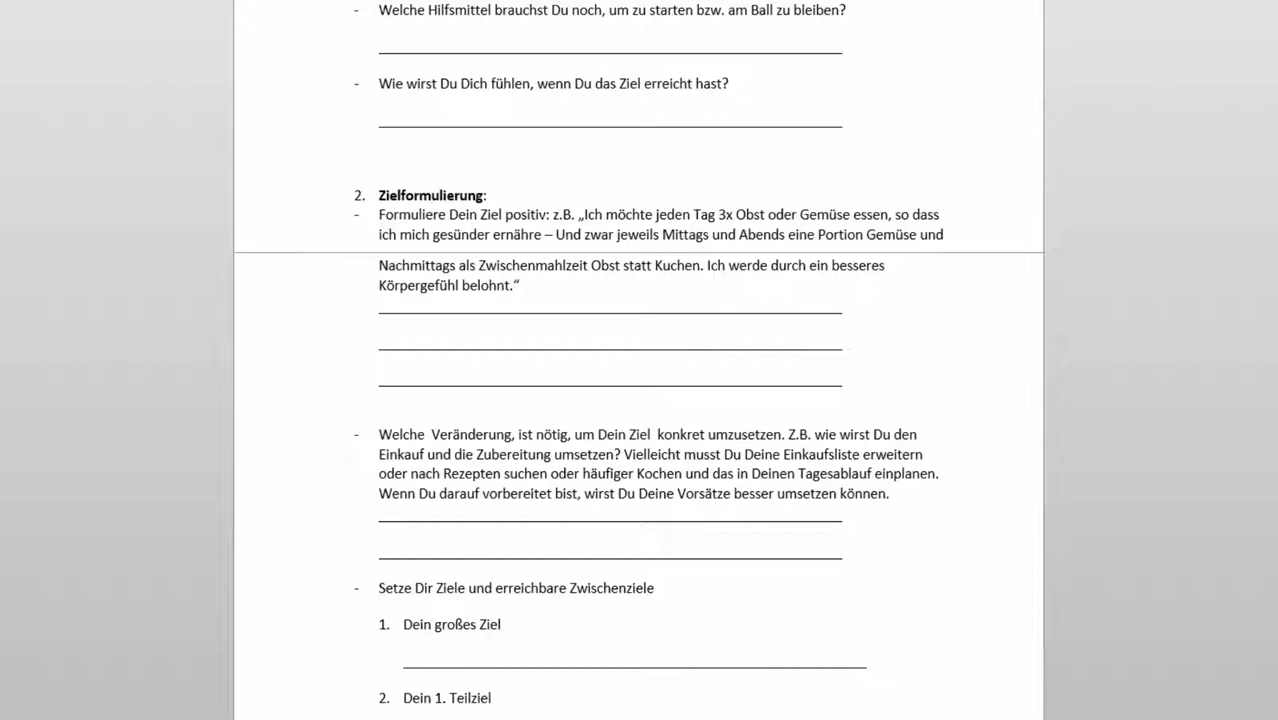 - Welche Hilfsmittel brauchst Du noch, um zu starten bzw. am Ball zu bleiben?
- Wie wirst Du Dich fühlen, wenn Du das Ziel erreicht hast?
2. Zielformulierung:
- Formuliere Dein Ziel positiv: z.B. „Ich möchte jeden Tag 3x Obst oder Gemüse essen, so dass
ich mich gesünder ernähre – Und zwar jeweils Mittags und Abends eine Portion Gemüse und
Nachmittags als Zwischenmahlzeit Obst statt Kuchen. Ich werde durch ein besseres
Körpergefühl belohnt.“
- Welche  Veränderung, ist nötig, um Dein Ziel  konkret umzusetzen. Z.B. wie wirst Du den
Einkauf und die Zubereitung umsetzen? Vielleicht musst Du Deine Einkaufsliste erweitern
oder nach Rezepten suchen oder häufiger Kochen und das in Deinen Tagesablauf einplanen.
Wenn Du darauf vorbereitet bist, wirst Du Deine Vorsätze besser umsetzen können.
- Setze Dir Ziele und erreichbare Zwischenziele
1. Dein großes Ziel
2. Dein 1. Teilziel